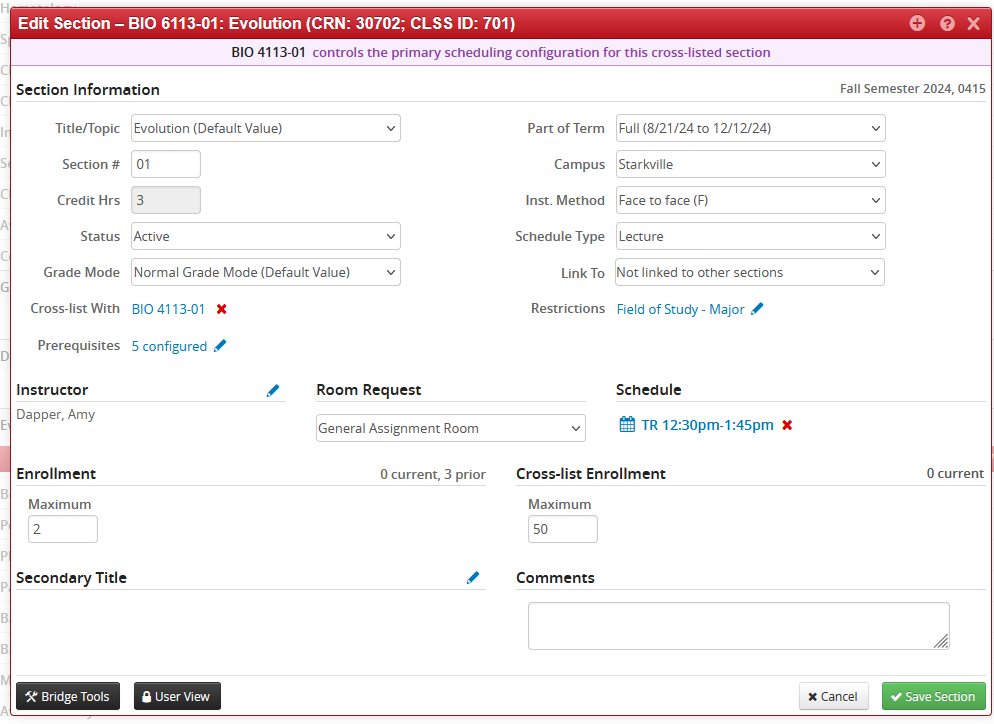 Edit Section – BIO 6113-01: Evolution (CRN: 30702; CLSS ID: 701)
BIO 4113-01 controls the primary scheduling configuration for this cross-listed section
Section Information Fall Semester 2024, 0415
Title/Topic Evolution (Default Value) Part of Term Full (8/21/24 to 12/12/24)
Section # 01 Campus Starkville
Credit Hrs 3 Inst. Method Face to face (F)
Status Active Schedule Type Lecture
Grade Mode Normal Grade Mode (Default Value) Link To Not linked to other sections
Cross-list With BIO 4113-01 Restrictions Field of Study - Major
Prerequisites 5 configured
Instructor Room Request Schedule
Dapper, Amy General Assignment Room TR 12:30pm-1:45pm
Enrollment 0 current, 3 prior Cross-list Enrollment 0 current
Maximum Maximum
2 50
Secondary Title Comments
Bridge Tools User View Cancel Save Section